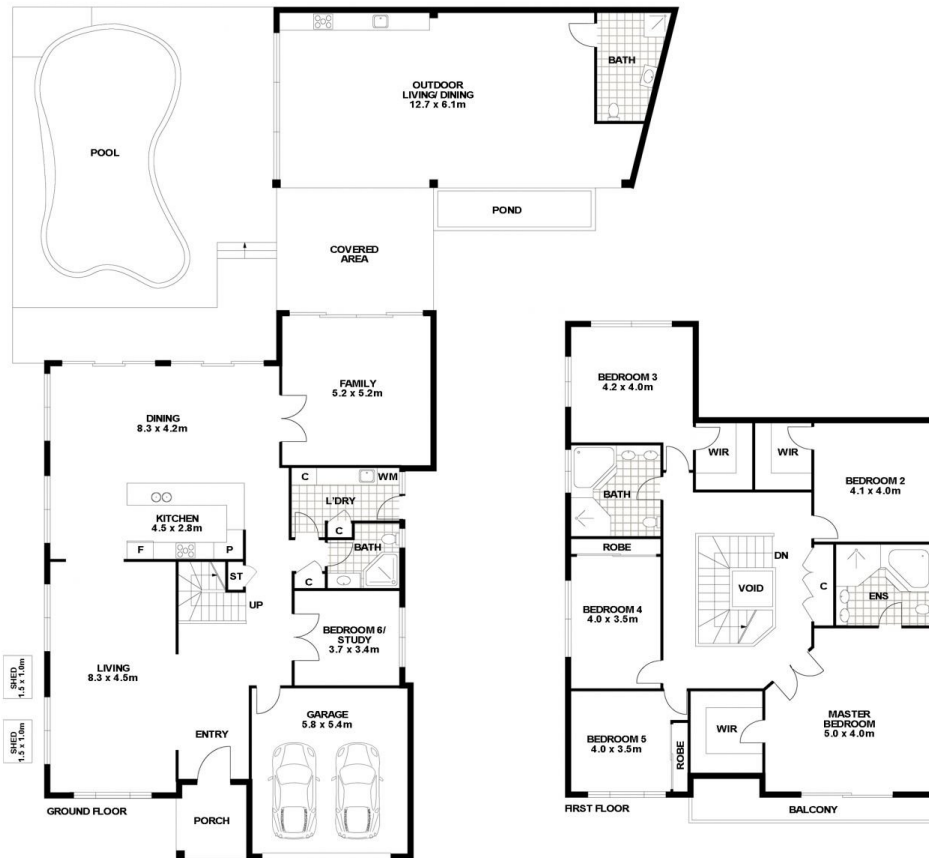 POOL
OUTDOOR
LIVING/ DINING
12.7 x 6.1m
BATH
POND
COVERED
AREA
FAMILY
5.2 x 5.2m
DINING
8.3 x 4.2m
C
WM
L'DRY
C
BATH
KITCHEN
4.5 x 2.8m
F
P
ST
C
UP
BEDROOM 6/
STUDY
3.7 x 3.4m
LIVING
8.3 x 4.5m
SHED
1.5 x 1.0m
SHED
1.5 x 1.0m
GARAGE
5.8 x 5.4m
ENTRY
PORCH
GROUND FLOOR
BEDROOM 3
4.2 x 4.0m
WIR
WIR
BEDROOM 2
4.1 x 4.0m
BATH
ROBE
DN
VOID
C
ENS
BEDROOM 4
4.0 x 3.5m
BEDROOM 5
4.0 x 3.5m
ROBE
WIR
MASTER
BEDROOM
5.0 x 4.0m
BALCONY
FIRST FLOOR